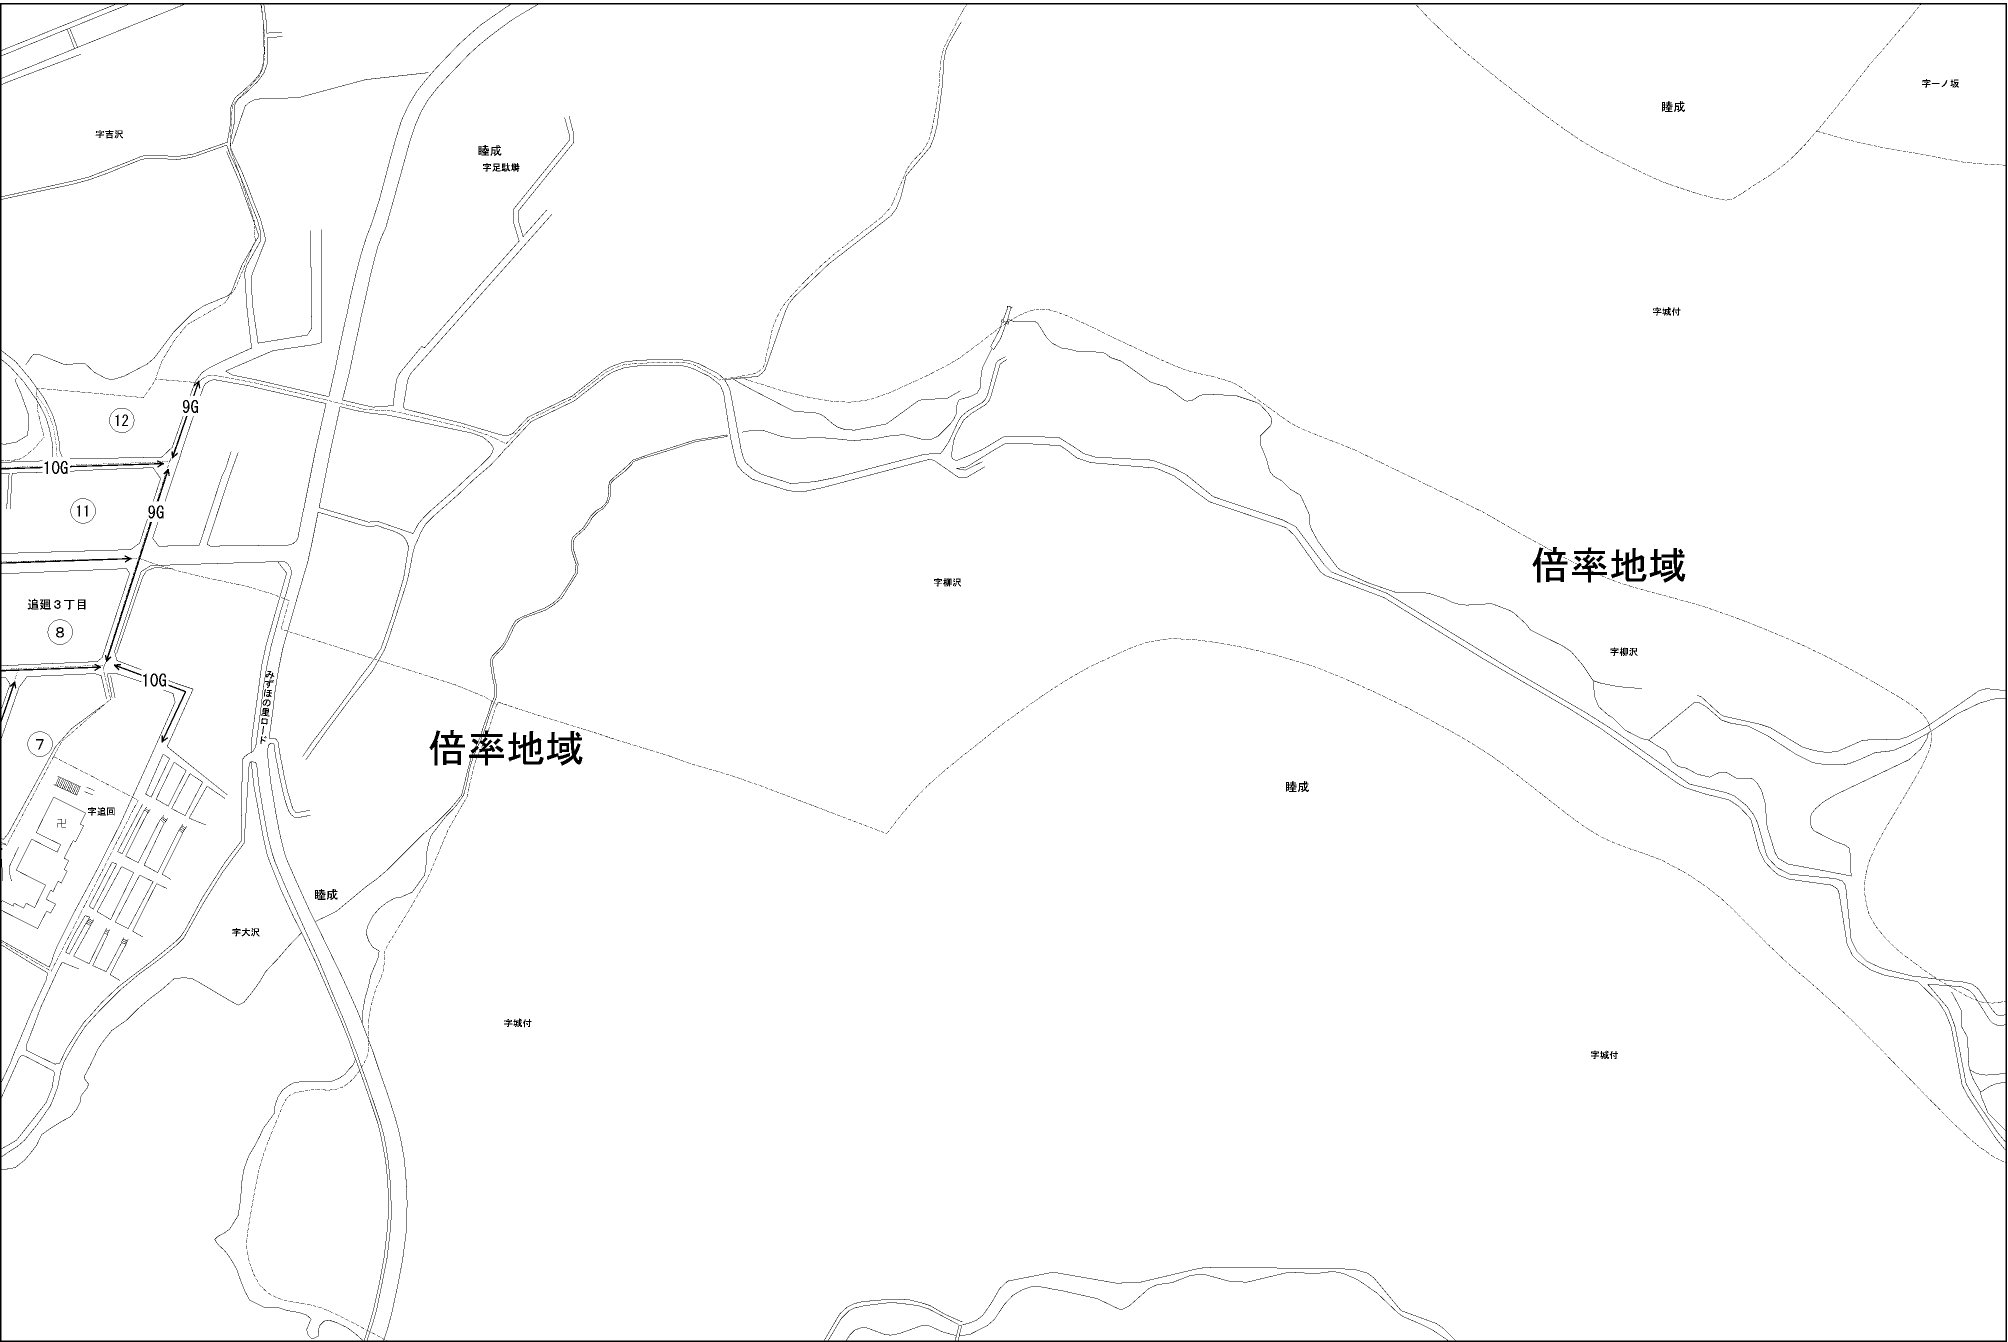 字一ノ坂
睦成
字吉沢
睦成
字足駄塒
字城付
9G
12
10G
11
9G
倍率地域
字柳沢
追廻3丁目
8
字柳沢
10G
みずほの里ロード
7
倍率地域
睦成
字追回
卍
睦成
字大沢
字城付
字城付